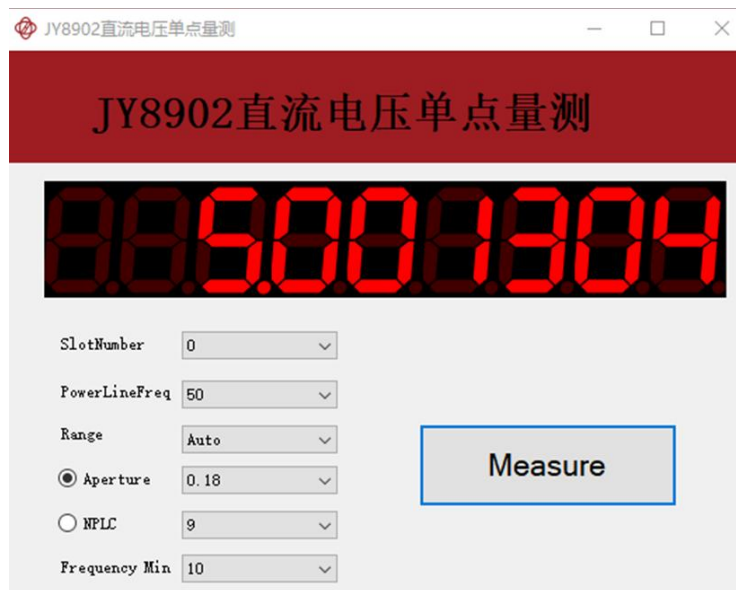 JY8902直流电压单点量测
JY8902直流电压单点量测
5.001304
SlotNumber 0
PowerLineFreq 50
Range Auto
Aperture 0.18
NPLC 9
Frequency Min 10
Measure